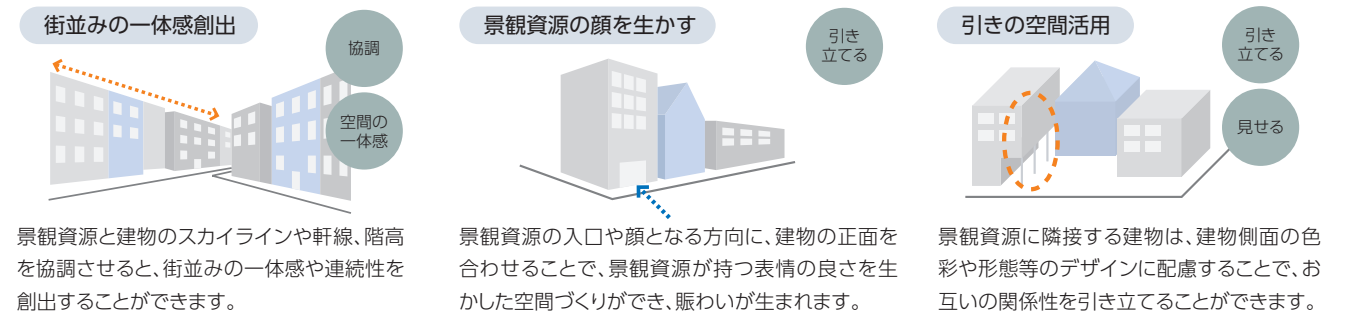 街並みの一体感創出
協調
空間の
一体感
景観資源と建物のスカイラインや軒線、階高
を協調させると、街並みの一体感や連続性を
創出することができます。
景観資源の顔を生かす
引き
立てる
景観資源の入口や顔となる方向に、建物の正面を
合わせることで、景観資源が持つ表情の良さを生
かした空間づくりができ、賑わいが生まれます。
引きの空間活用
引き
立てる
見せる
景観資源に隣接する建物は、建物側面の色
彩や形態等のデザインに配慮することで、お
互いの関係性を引き立てることができます。